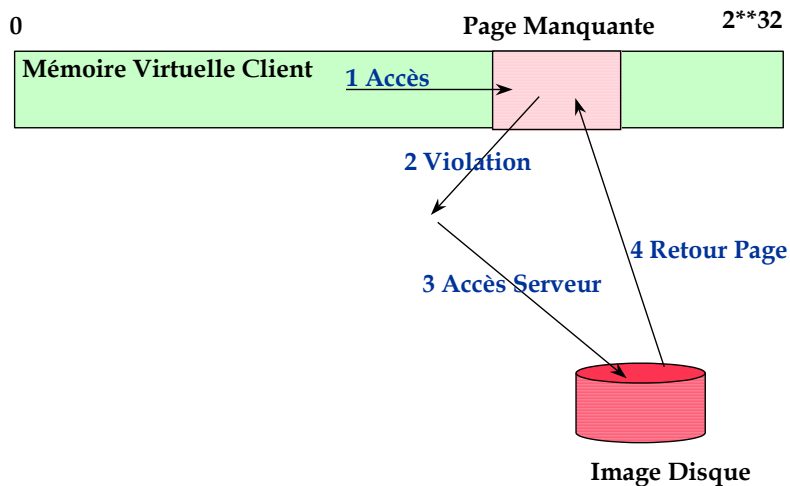 0
Page Manquante
2**32
Mémoire Virtuelle Client
1 Accès
2 Violation
4 Retour Page
3 Accès Serveur
Image Disque